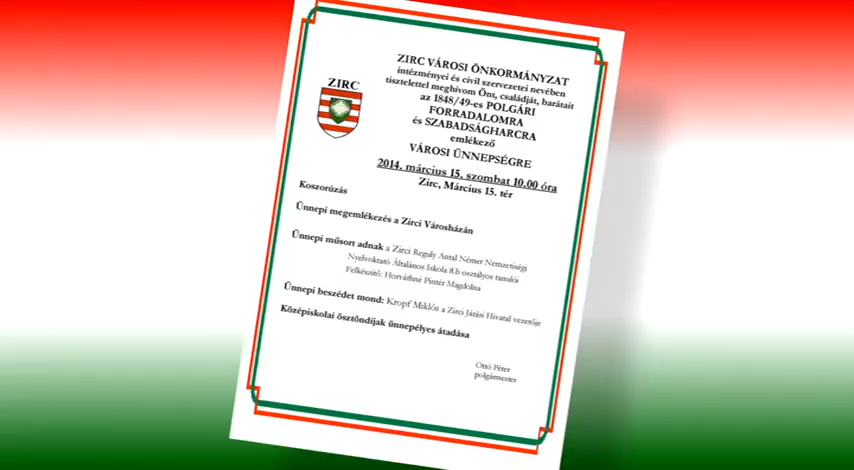 ZIRC
ZIRC VÁROSI ÖNKORMÁNYZAT
intézményei és civil szervezetei nevében
tisztelettel meghívom Önt, családját, barátait
az 1848/49-es POLGÁRI
FORRADALOMRA
és SZABADSÁGHARCRA
emlékező
VÁROSI ÜNNEPSÉGRE
2014. március 15. szombat 10.00 óra
Zirc, Március 15. tér
Koszorúzás
Ünnepi megemlékezés a Zirci Városházán
Ünnepi műsort adnak a Zirci Reguly Antal Német Nemzetiségi
Nyelvoktató Általános Iskola 8.b osztályos tanulói
Felkészítő: Horváthné Pintér Magdolna
Ünnepi beszédet mond: Kropf Miklós a Zirci Járási Hivatal vezetője
Középiskolai ösztöndíjak ünnepélyes átadása
Ottó Péter
polgármester